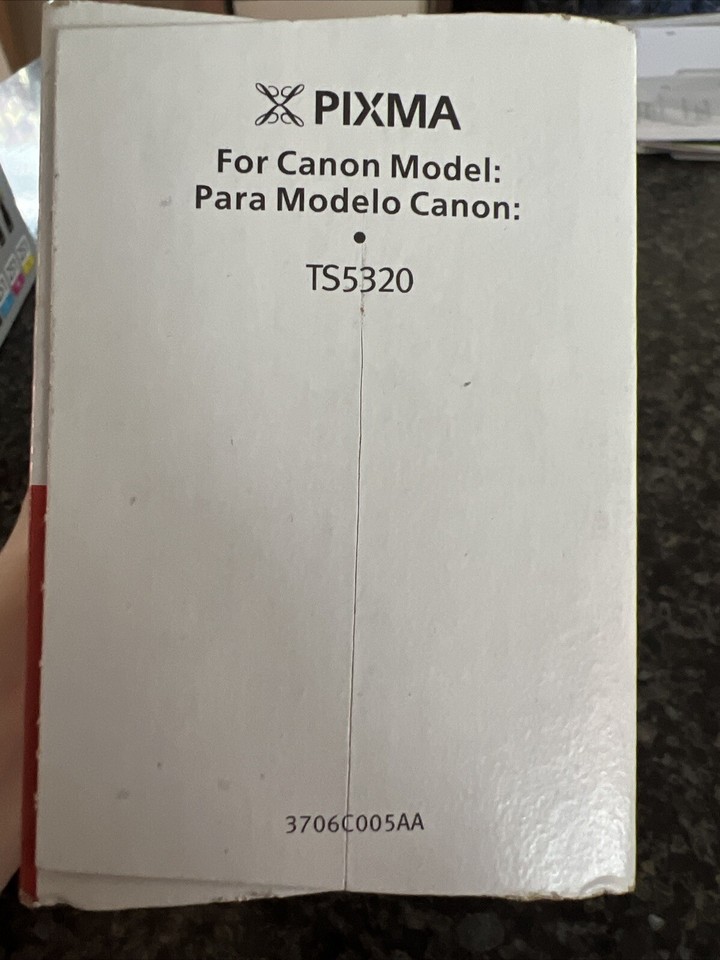 PIXMA
For Canon Model:
Para Modelo Canon:
•
TS5320
3706C005AA